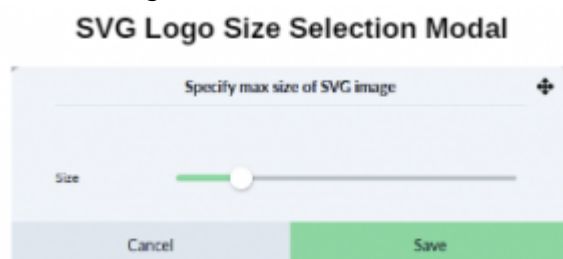 SVG Logo Size Selection Modal
Specify max size of SVG image
Size
Cancel Save